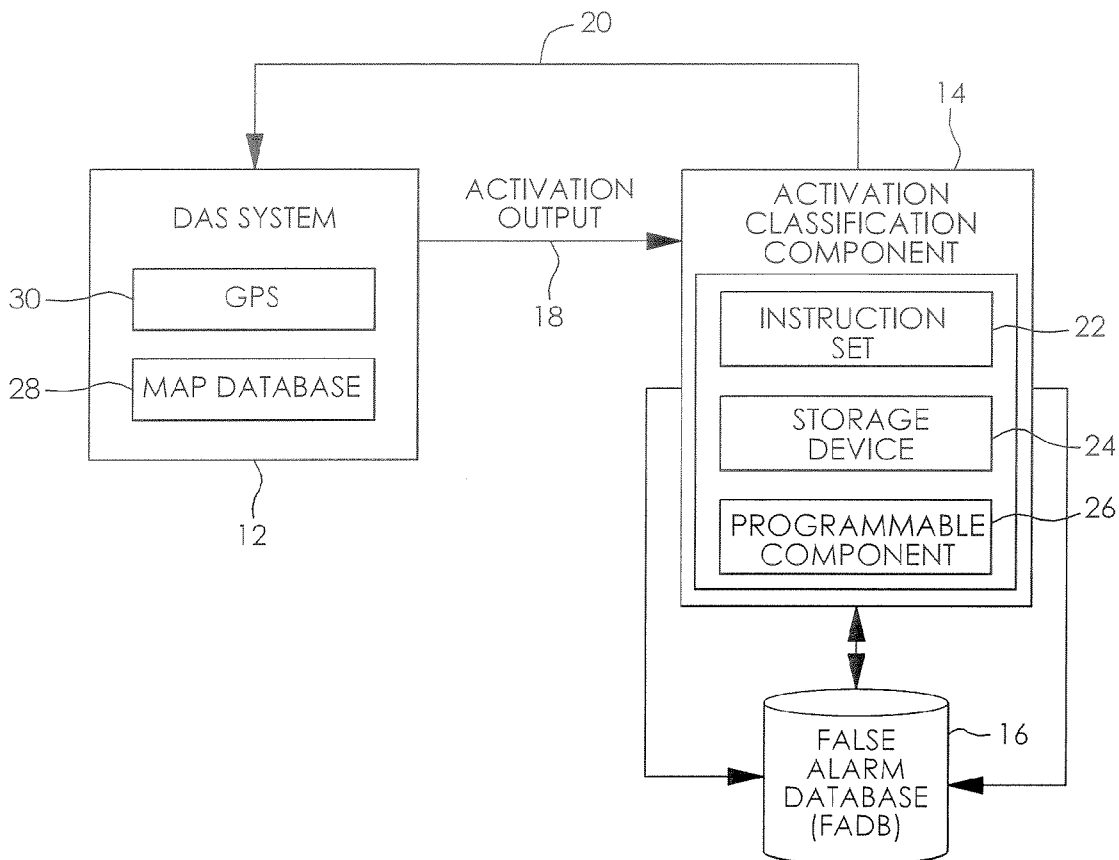 20
14
DAS SYSTEM
ACTIVATION
OUTPUT
ACTIVATION
CLASSIFICATION
COMPONENT
30
GPS
18
INSTRUCTION
SET
22
28
MAP DATABASE
STORAGE
DEVICE
24
12
PROGRAMMABLE
COMPONENT
26
FALSE
ALARM
DATABASE
(FADB)
16